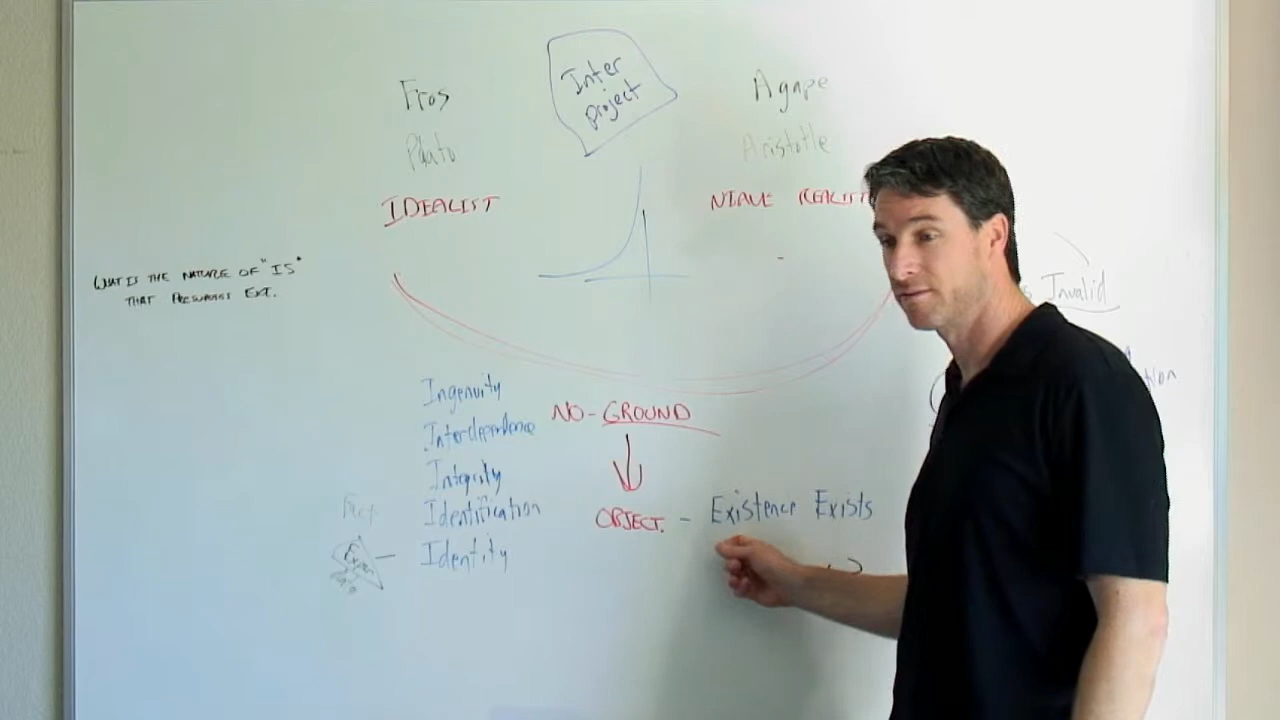 Eros
Inter
project
Agape
Plato
Aristotle
IDEALIST
NIAVE REALIST
WHAT IS THE NATURE OF "IS"
THAT PRESUPPOSES EXT.
Invalid
Ingenuity
NO-GROUND
Interdependence
Integrity
Identification
OBJECT. - Existence Exists
Identity